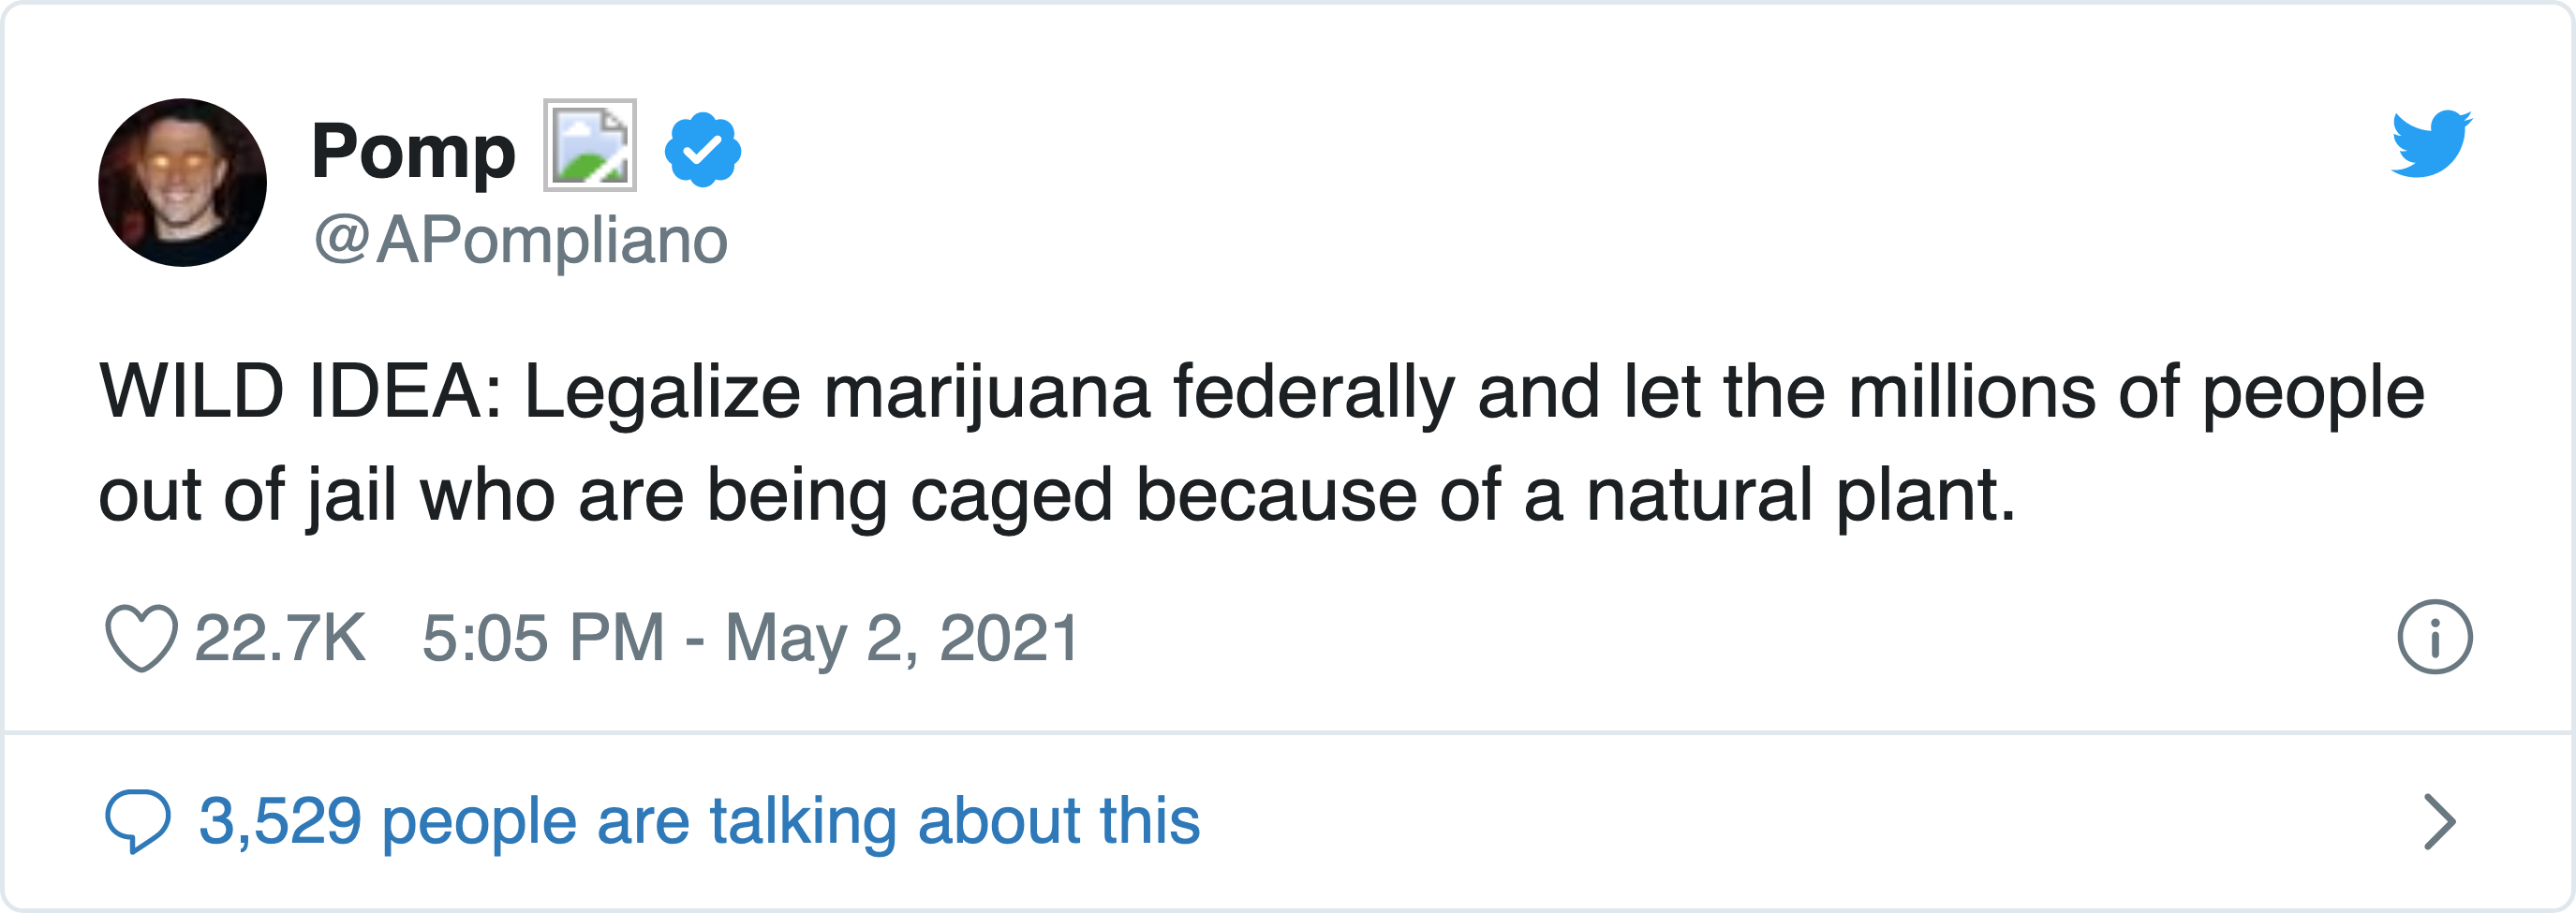 Pomp
@APompliano
WILD IDEA: Legalize marijuana federally and let the millions of people
out of jail who are being caged because of a natural plant.
22.7K 5:05 PM - May 2, 2021
3,529 people are talking about this